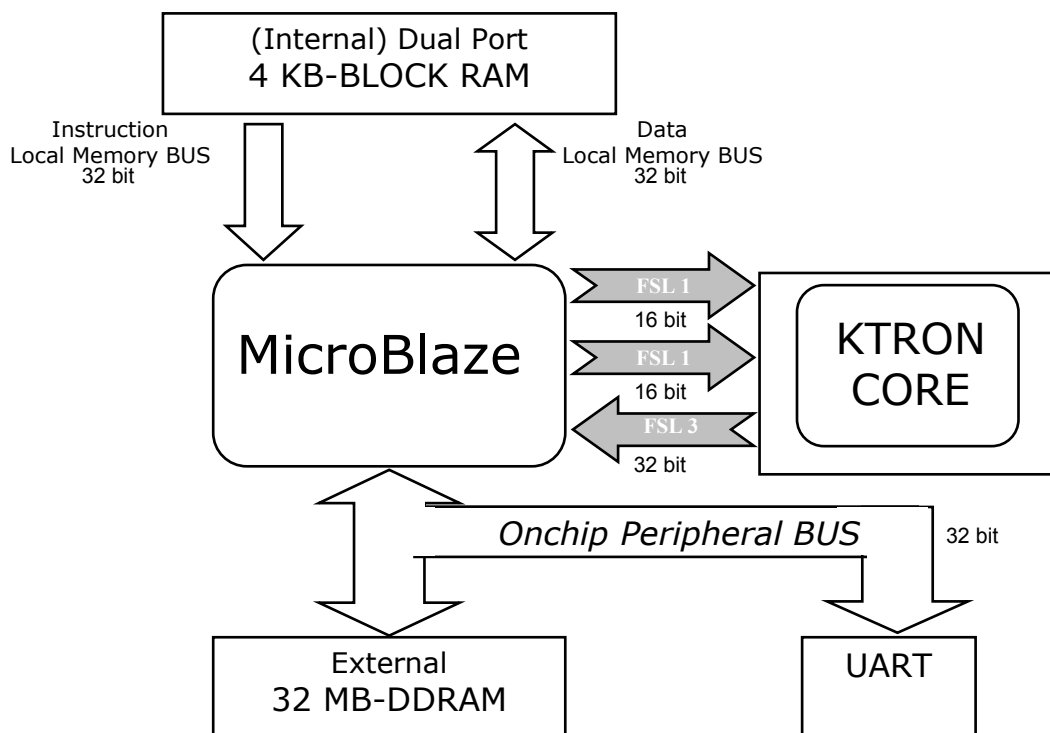 (Internal) Dual Port
4 KB-BLOCK RAM
Instruction
Local Memory BUS
32 bit
Data
Local Memory BUS
32 bit
MicroBlaze
FSL 1
16 bit
FSL 1
16 bit
FSL 3
32 bit
KTRON
CORE
Onchip Peripheral BUS
32 bit
External
32 MB-DDRAM
UART